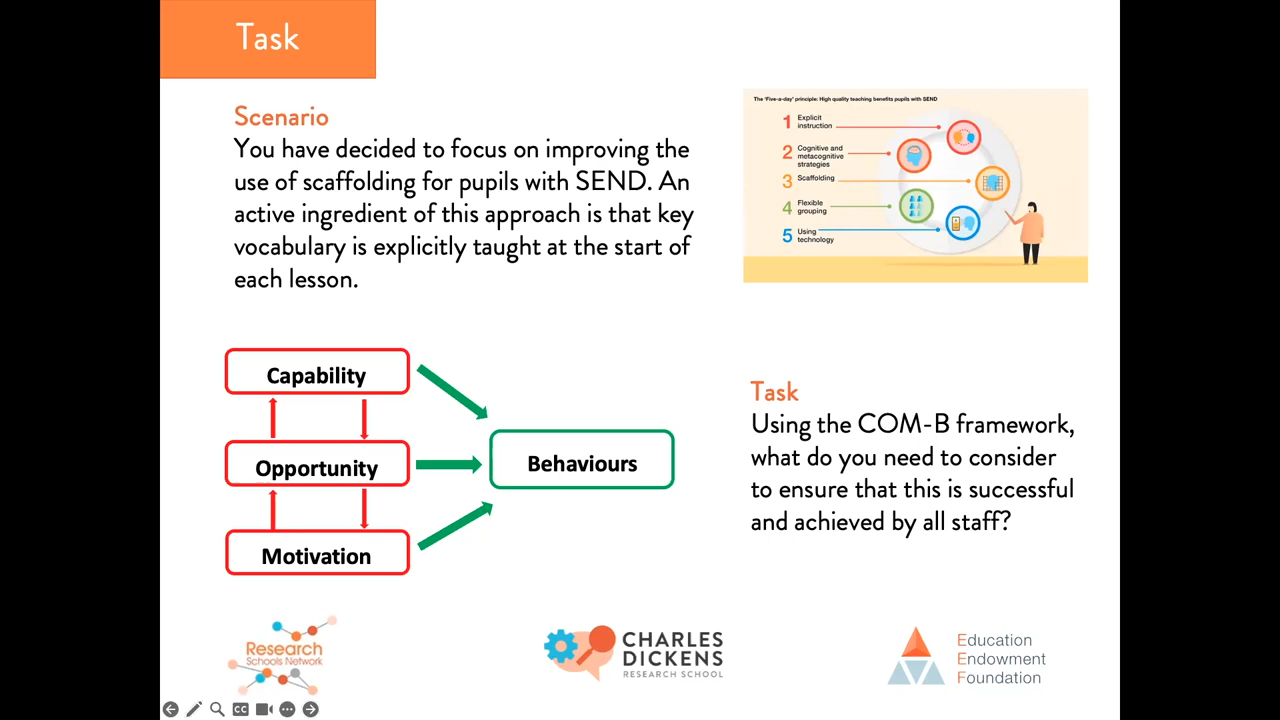 Task
Scenario
You have decided to focus on improving the
use of scaffolding for pupils with SEND. An
active ingredient of this approach is that key
vocabulary is explicitly taught at the start of
each lesson.
The 'Five-a-day' principle: High quality teaching benefits pupils with SEND
1 Explicit
instruction
2 Cognitive and
metacognitive
strategies
3 Scaffolding
4 Flexible
grouping
5 Using
technology
Capability
Opportunity
Motivation
Behaviours
Task
Using the COM-B framework,
what do you need to consider
to ensure that this is successful
and achieved by all staff?
Research
Schools Network
CHARLES
DICKENS
RESEARCH SCHOOL
Education
Endowment
Foundation
CC